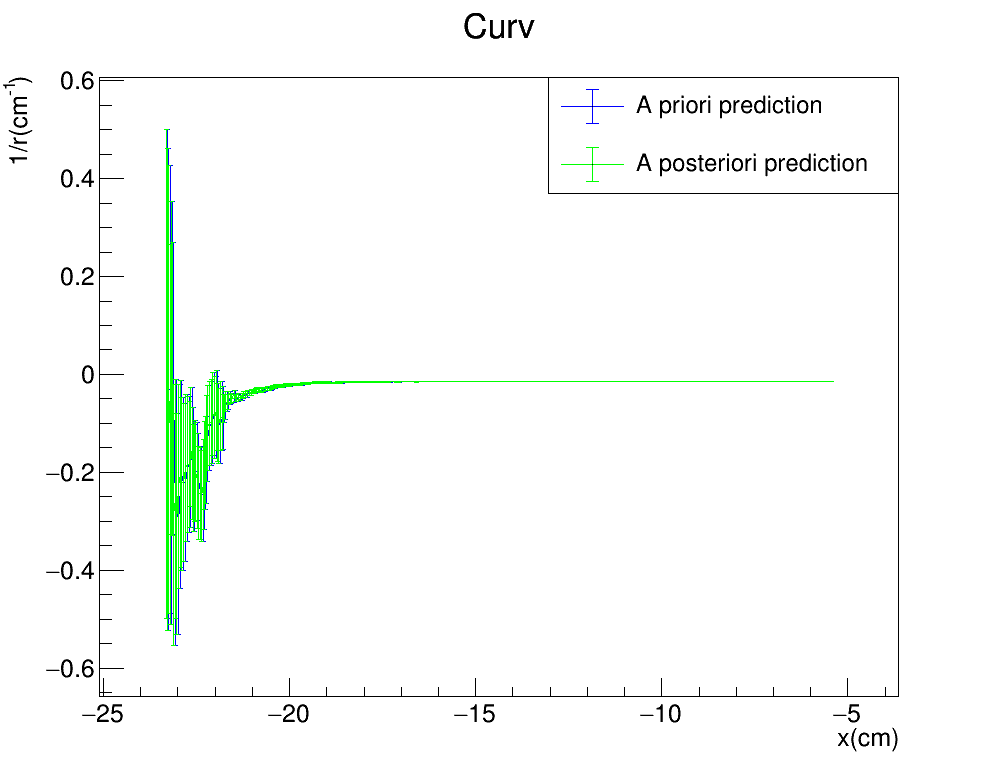 Curv
1/r(cm⁻¹)
0.6
0.4
0.2
0
−0.2
−0.4
−0.6
A priori prediction
A posteriori prediction
−25 −20 −15 −10 −5
x(cm)